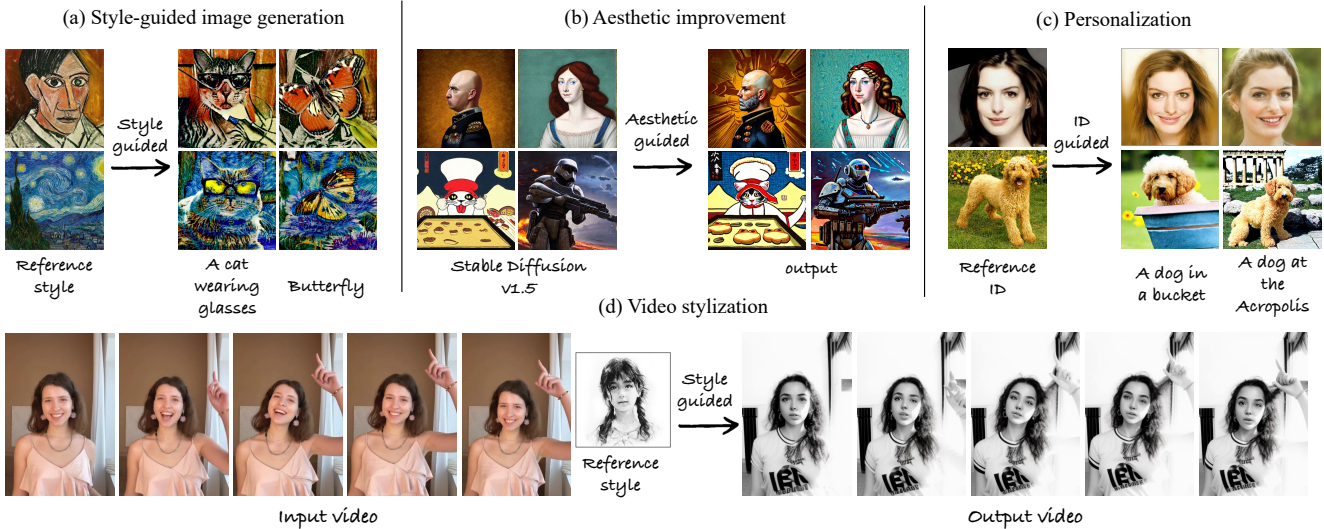 (a) Style-guided image generation
(b) Aesthetic improvement
(c) Personalization
Style
guided
Aesthetic
guided
ID
guided
Reference
style
A cat
wearing
glasses
Butterfly
Stable Diffusion
v1.5
output
Reference
ID
A dog in
a bucket
A dog at
the
Acropolis
(d) Video stylization
Style
guided
Reference
style
Input video
Output video